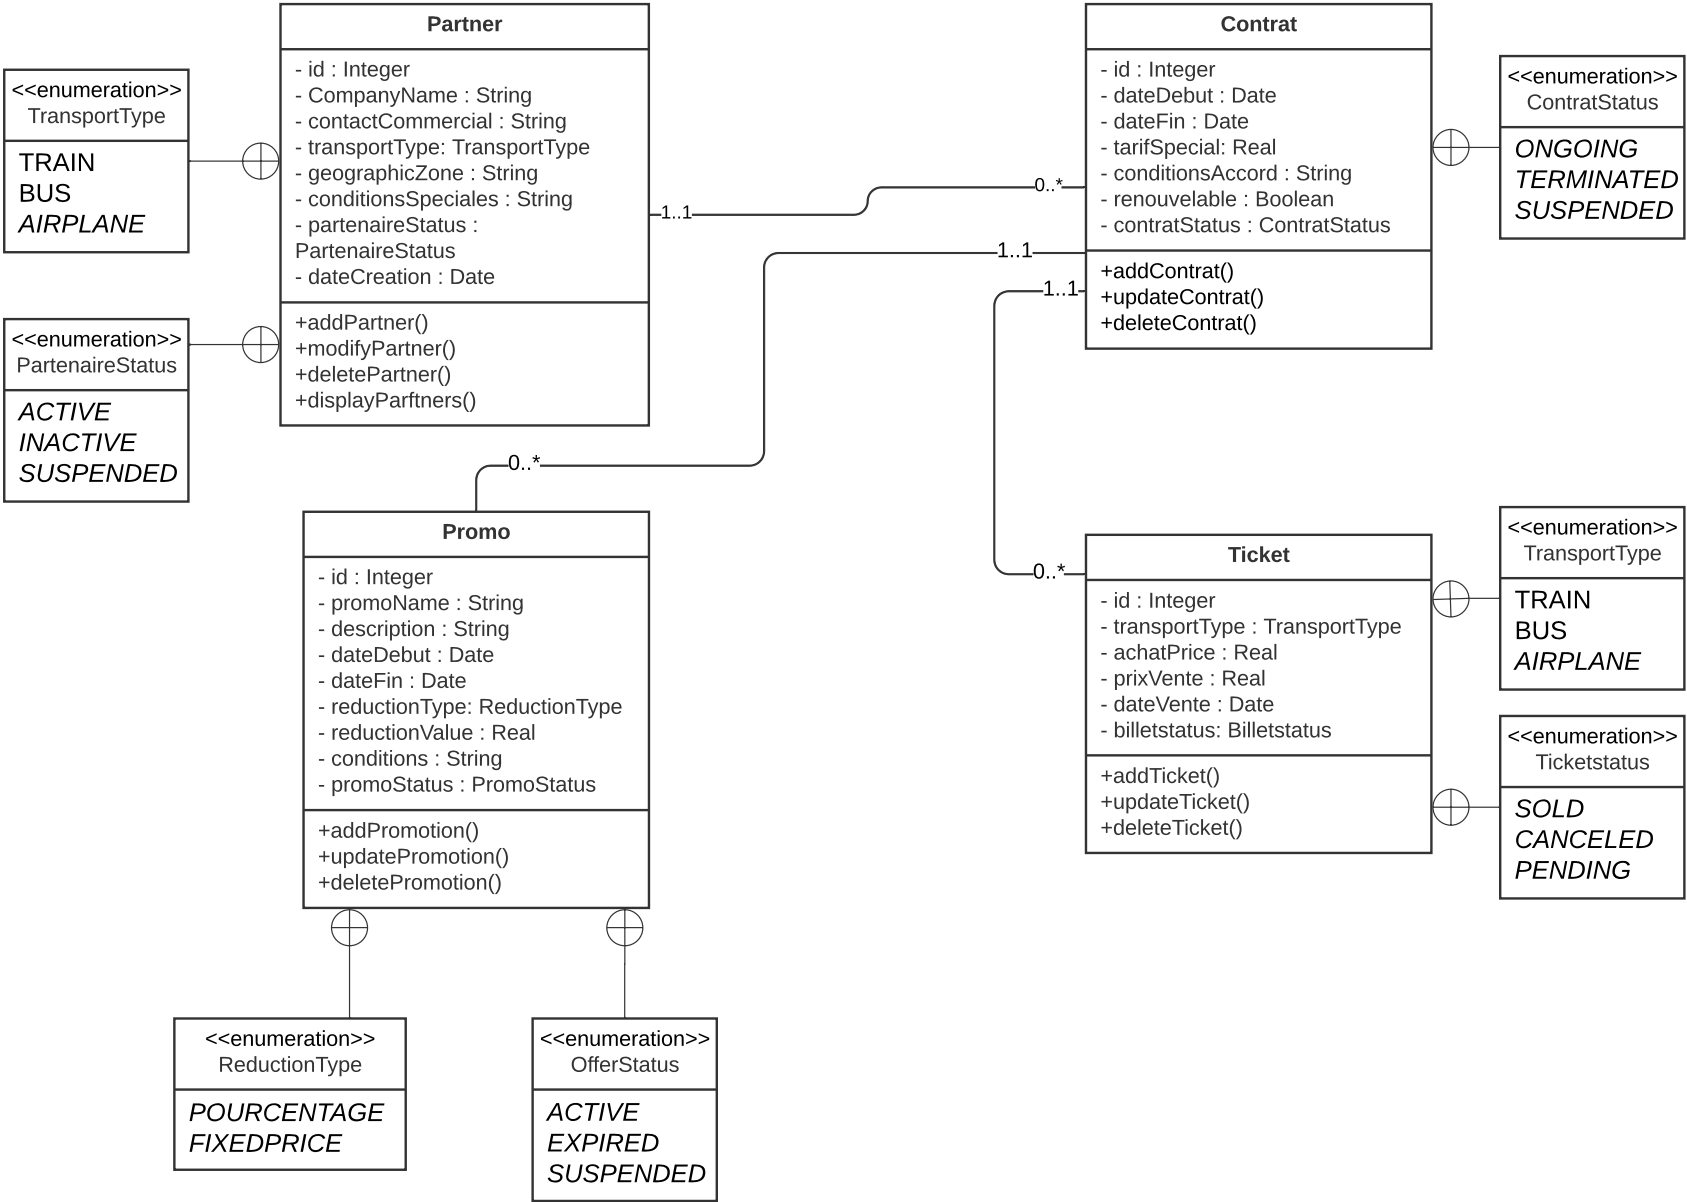 Partner
- id : Integer
- CompanyName : String
- contactCommercial : String
- transportType: TransportType
- geographicZone : String
- conditionsSpeciales : String
- partenaireStatus :
PartenaireStatus
- dateCreation : Date
+addPartner()
+modifyPartner()
+deletePartner()
+displayParftners()
<<enumeration>>
TransportType
TRAIN
BUS
AIRPLANE
<<enumeration>>
PartenaireStatus
ACTIVE
INACTIVE
SUSPENDED
1..1
0..*
1..1
0..*
1..1
0..*
Contrat
- id : Integer
- dateDebut : Date
- dateFin : Date
- tarifSpecial: Real
- conditionsAccord : String
- renouvelable : Boolean
- contratStatus : ContratStatus
+addContrat()
+updateContrat()
+deleteContrat()
<<enumeration>>
ContratStatus
ONGOING
TERMINATED
SUSPENDED
Promo
- id : Integer
- promoName : String
- description : String
- dateDebut : Date
- dateFin : Date
- reductionType: ReductionType
- reductionValue : Real
- conditions : String
- promoStatus : PromoStatus
+addPromotion()
+updatePromotion()
+deletePromotion()
Ticket
- id : Integer
- transportType : TransportType
- achatPrice : Real
- prixVente : Real
- dateVente : Date
- billetstatus: Billetstatus
+addTicket()
+updateTicket()
+deleteTicket()
<<enumeration>>
TransportType
TRAIN
BUS
AIRPLANE
<<enumeration>>
Ticketstatus
SOLD
CANCELED
PENDING
<<enumeration>>
ReductionType
POURCENTAGE
FIXEDPRICE
<<enumeration>>
OfferStatus
ACTIVE
EXPIRED
SUSPENDED